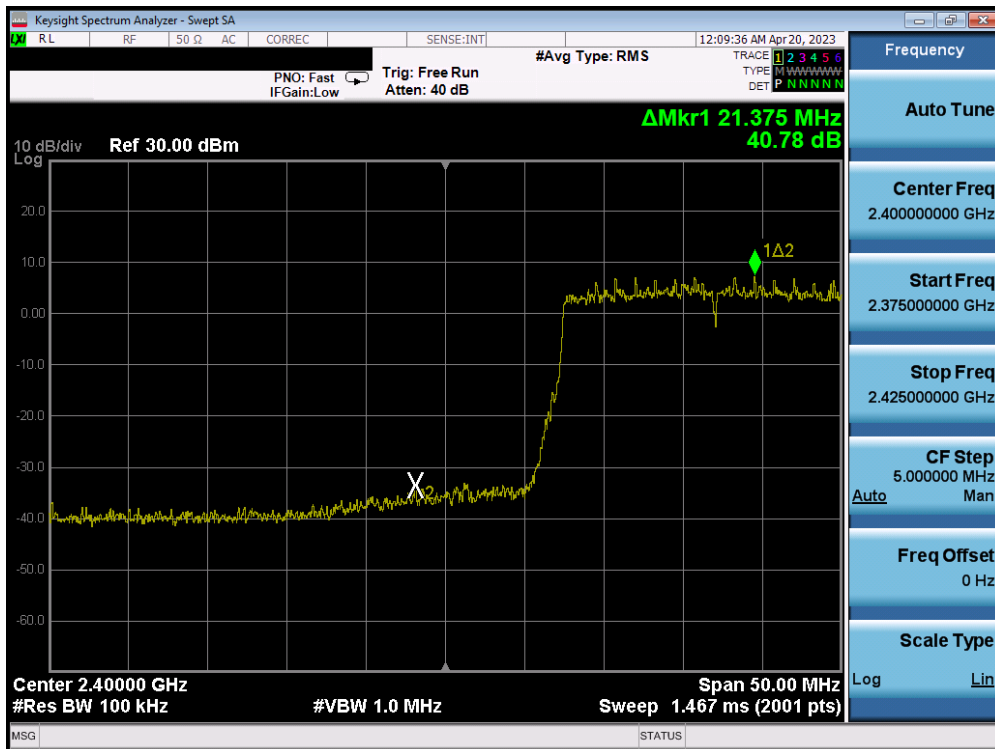 Keysight Spectrum Analyzer - Swept SA
LXI RL RF 50 Ω AC CORREC SENSE:INT 12:09:36 AM Apr 20, 2023
#Avg Type: RMS
TRACE 1 2 3 4 5 6
TYPE M WWWWW
DET P N N N N N
PNO: Fast
IFGain:Low
Trig: Free Run
Atten: 40 dB
ΔMkr1 21.375 MHz
40.78 dB
10 dB/div
Log
Ref 30.00 dBm
20.0
10.0
0.00
-10.0
-20.0
-30.0
-40.0
-50.0
-60.0
1Δ2
X2
Center 2.40000 GHz
Span 50.00 MHz
#Res BW 100 kHz
#VBW 1.0 MHz
Sweep 1.467 ms (2001 pts)
MSG
STATUS
Frequency
Auto Tune
Center Freq
2.400000000 GHz
Start Freq
2.375000000 GHz
Stop Freq
2.425000000 GHz
CF Step
5.000000 MHz
Auto Man
Freq Offset
0 Hz
Scale Type
Log Lin